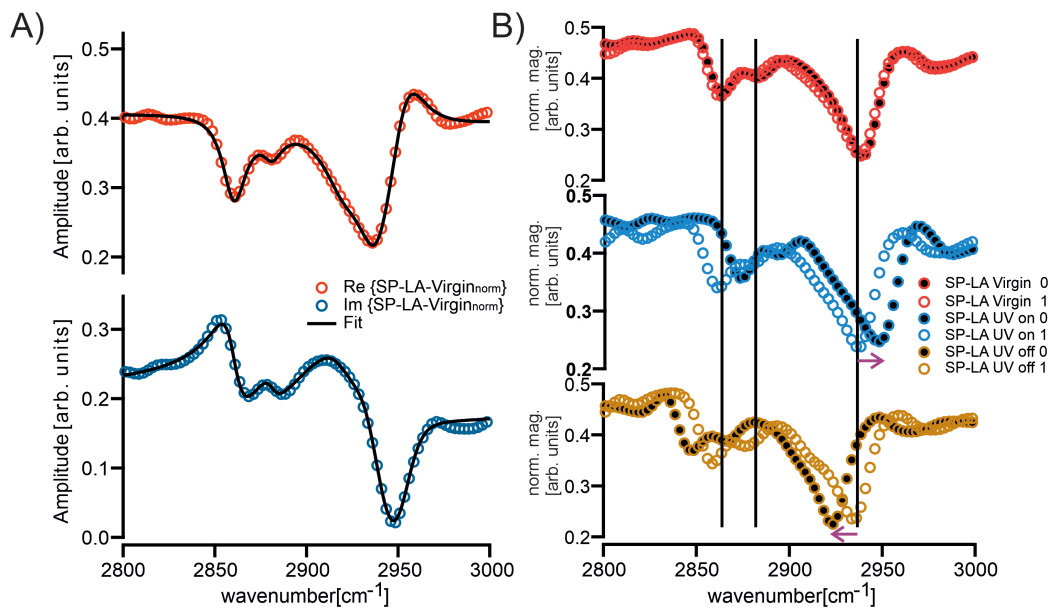 A)
Amplitude[arb. units]
0.5
0.4
0.3
0.2
Re {SP-LA-Virginnorm}
Im {SP-LA-Virginnorm}
Fit
Amplitude[arb. units]
0.3
0.2
0.1
0.0
2800 2850 2900 2950 3000
wavenumber[cm-1]
B)
norm. mag.
[arb. units]
0.5
0.4
0.3
0.2
norm. mag.
[arb. units]
0.5
0.4
0.3
0.2
norm. mag.
[arb. units]
0.4
0.3
0.2
2800 2850 2900 2950 3000
wavenumber[cm-1]
SP-LA Virgin 0
SP-LA Virgin 1
SP-LA UV on 0
SP-LA UV on 1
SP-LA UV off 0
SP-LA UV off 1